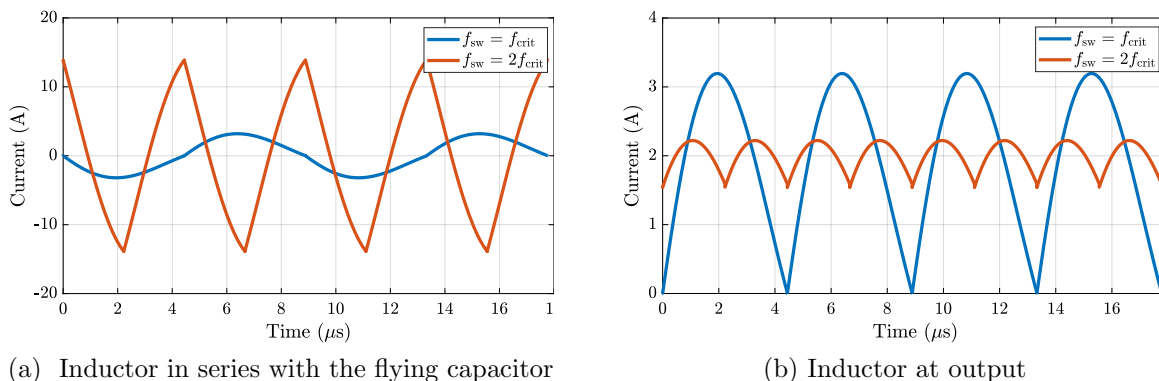 20
10
0
-10
-20
Current (A)
0 2 4 6 8 10 12 14 16 1
Time (μs)
f_sw = f_crit
f_sw = 2f_crit
(a) Inductor in series with the flying capacitor
4
3
2
1
0
Current (A)
0 2 4 6 8 10 12 14 16
Time (μs)
f_sw = f_crit
f_sw = 2f_crit
(b) Inductor at output